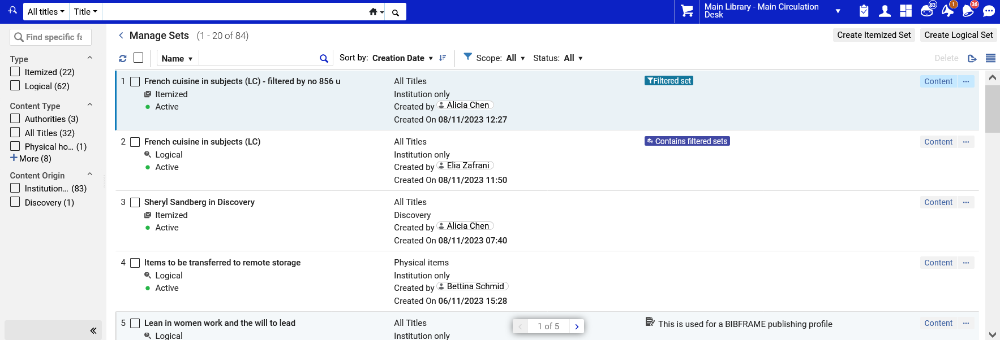 All titles Title Main Library - Main Circulation Desk 83 1 36
Find specific fa
Manage Sets (1 - 20 of 84) Create Itemized Set Create Logical Set
Name Sort by: Creation Date Scope: All Status: All Delete
Type
Itemized (22)
Logical (62)
Content Type
Authorities (3)
All Titles (32)
Physical ho... (1)
More (8)
Content Origin
Institution... (83)
Discovery (1)
1 French cuisine in subjects (LC) - filtered by no 856 u All Titles Filtered set Content
Itemized Institution only
Active Created by Alicia Chen
Created On 08/11/2023 12:27
2 French cuisine in subjects (LC) All Titles Contains filtered sets Content
Logical Institution only
Active Created by Elia Zafrani
Created On 08/11/2023 11:50
3 Sheryl Sandberg in Discovery All Titles Content
Itemized Discovery
Active Created by Alicia Chen
Created On 08/11/2023 07:40
4 Items to be transferred to remote storage Physical items Content
Logical Institution only
Active Created by Bettina Schmid
Created On 06/11/2023 15:28
5 Lean in women work and the will to lead All Titles This is used for a BIBFRAME publishing profile Content
Logical Institution only
1 of 5